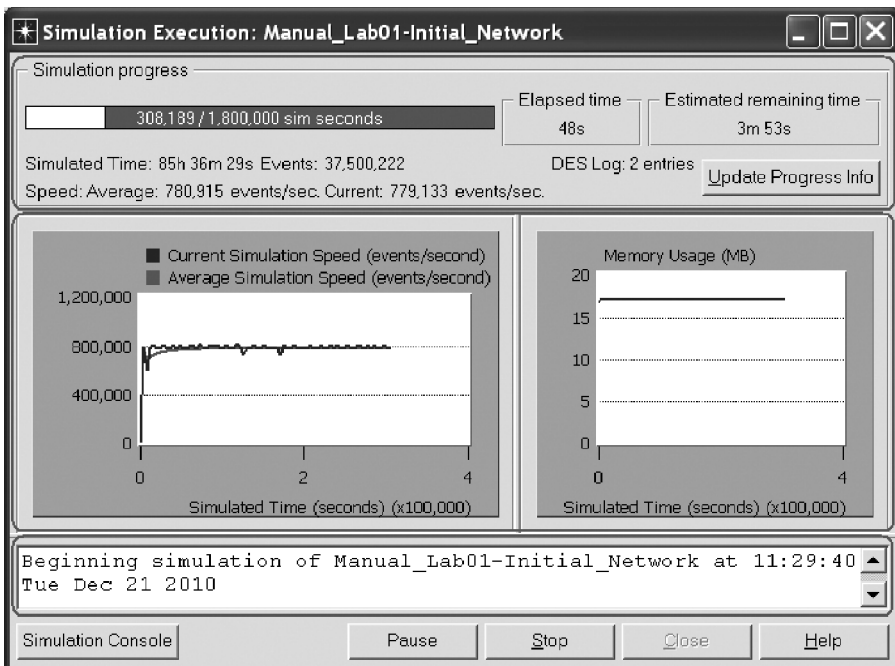 Simulation Execution: Manual_Lab01-Initial_Network
Simulation progress
308,189 / 1,800,000 sim seconds
Elapsed time
48s
Estimated remaining time
3m 53s
Simulated Time: 85h 36m 29s Events: 37,500,222
DES Log: 2 entries
Update Progress Info
Speed: Average: 780,915 events/sec. Current: 779,133 events/sec.
Current Simulation Speed (events/second)
Average Simulation Speed (events/second)
1,200,000
800,000
400,000
0
0
2
4
Simulated Time (seconds) (x100,000)
Memory Usage (MB)
20
15
10
5
0
0
4
Simulated Time (seconds) (x100,000)
Beginning simulation of Manual_Lab01-Initial_Network at 11:29:40
Tue Dec 21 2010
Simulation Console
Pause
Stop
Close
Help